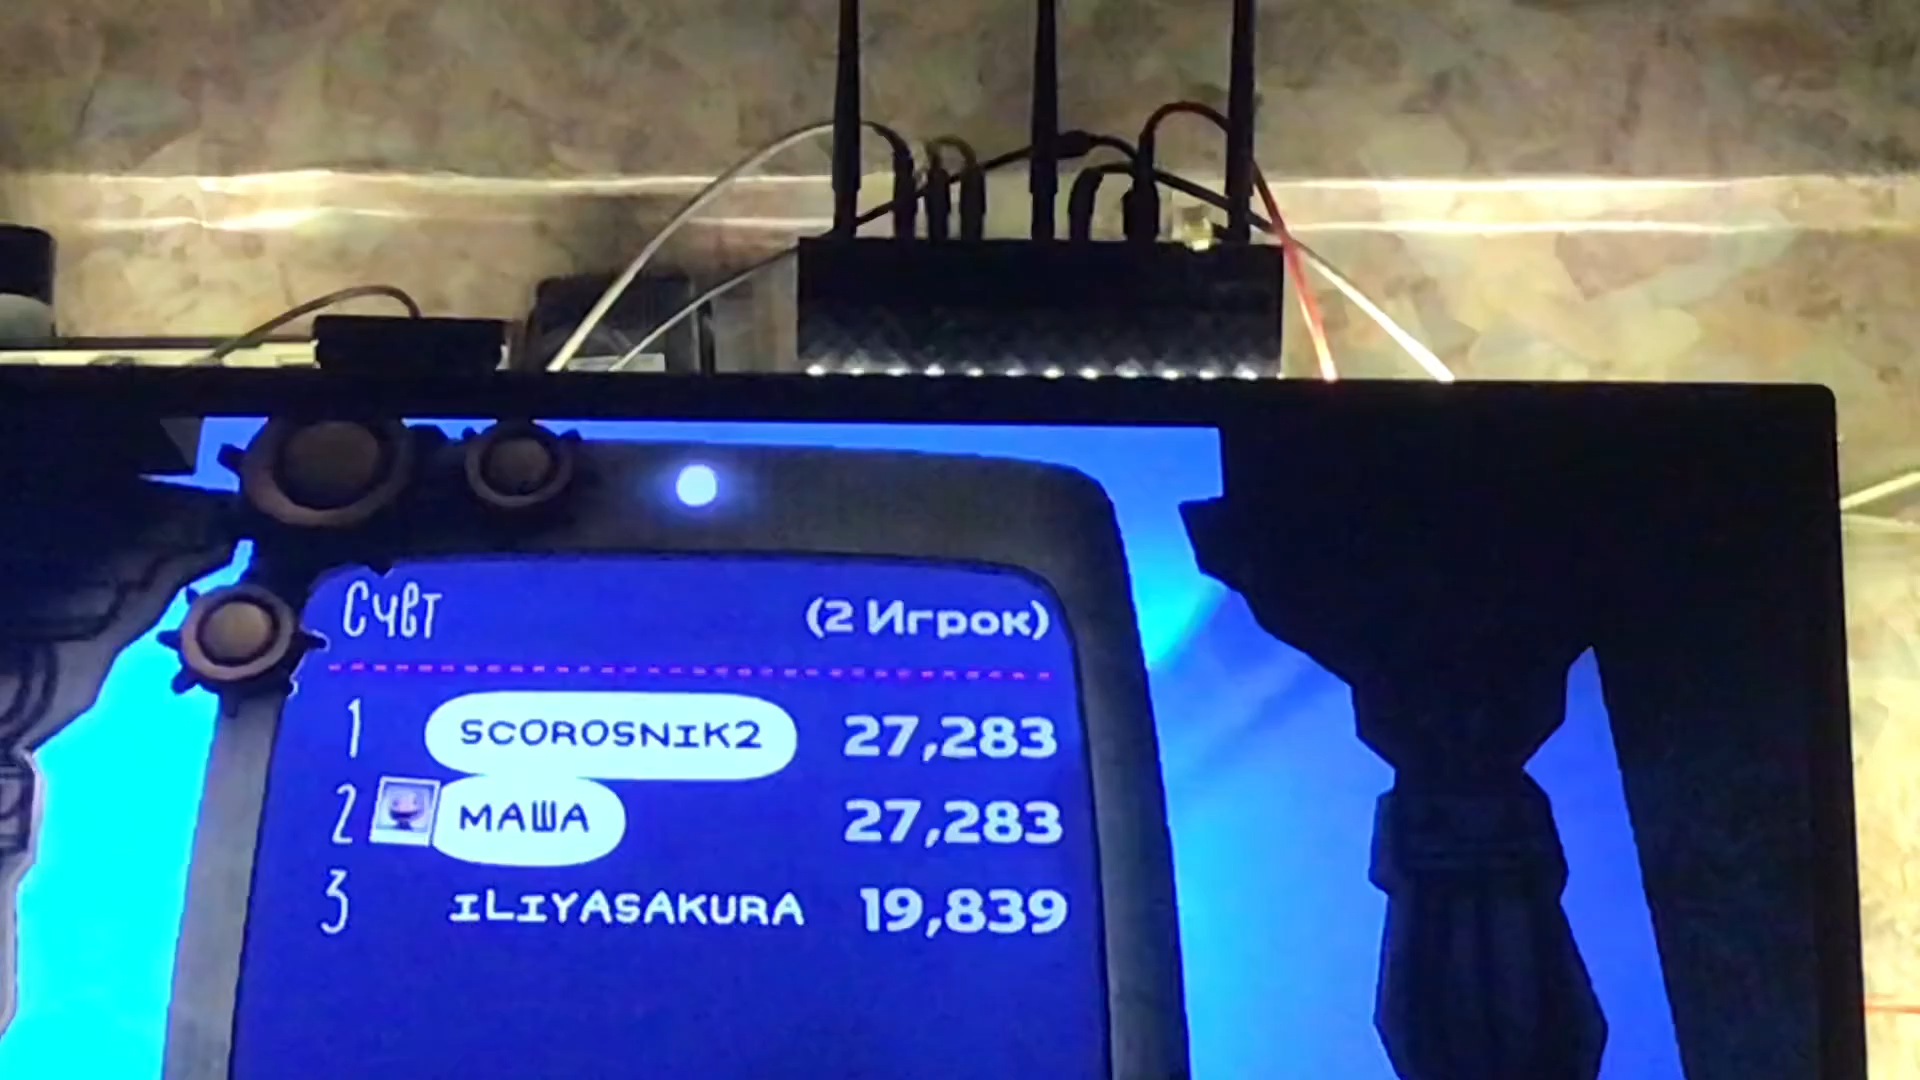 Счёт (2 Игрок)
1 SCOROSNIK2 27,283
2 МАША 27,283
3 ILIYASAKURA 19,839